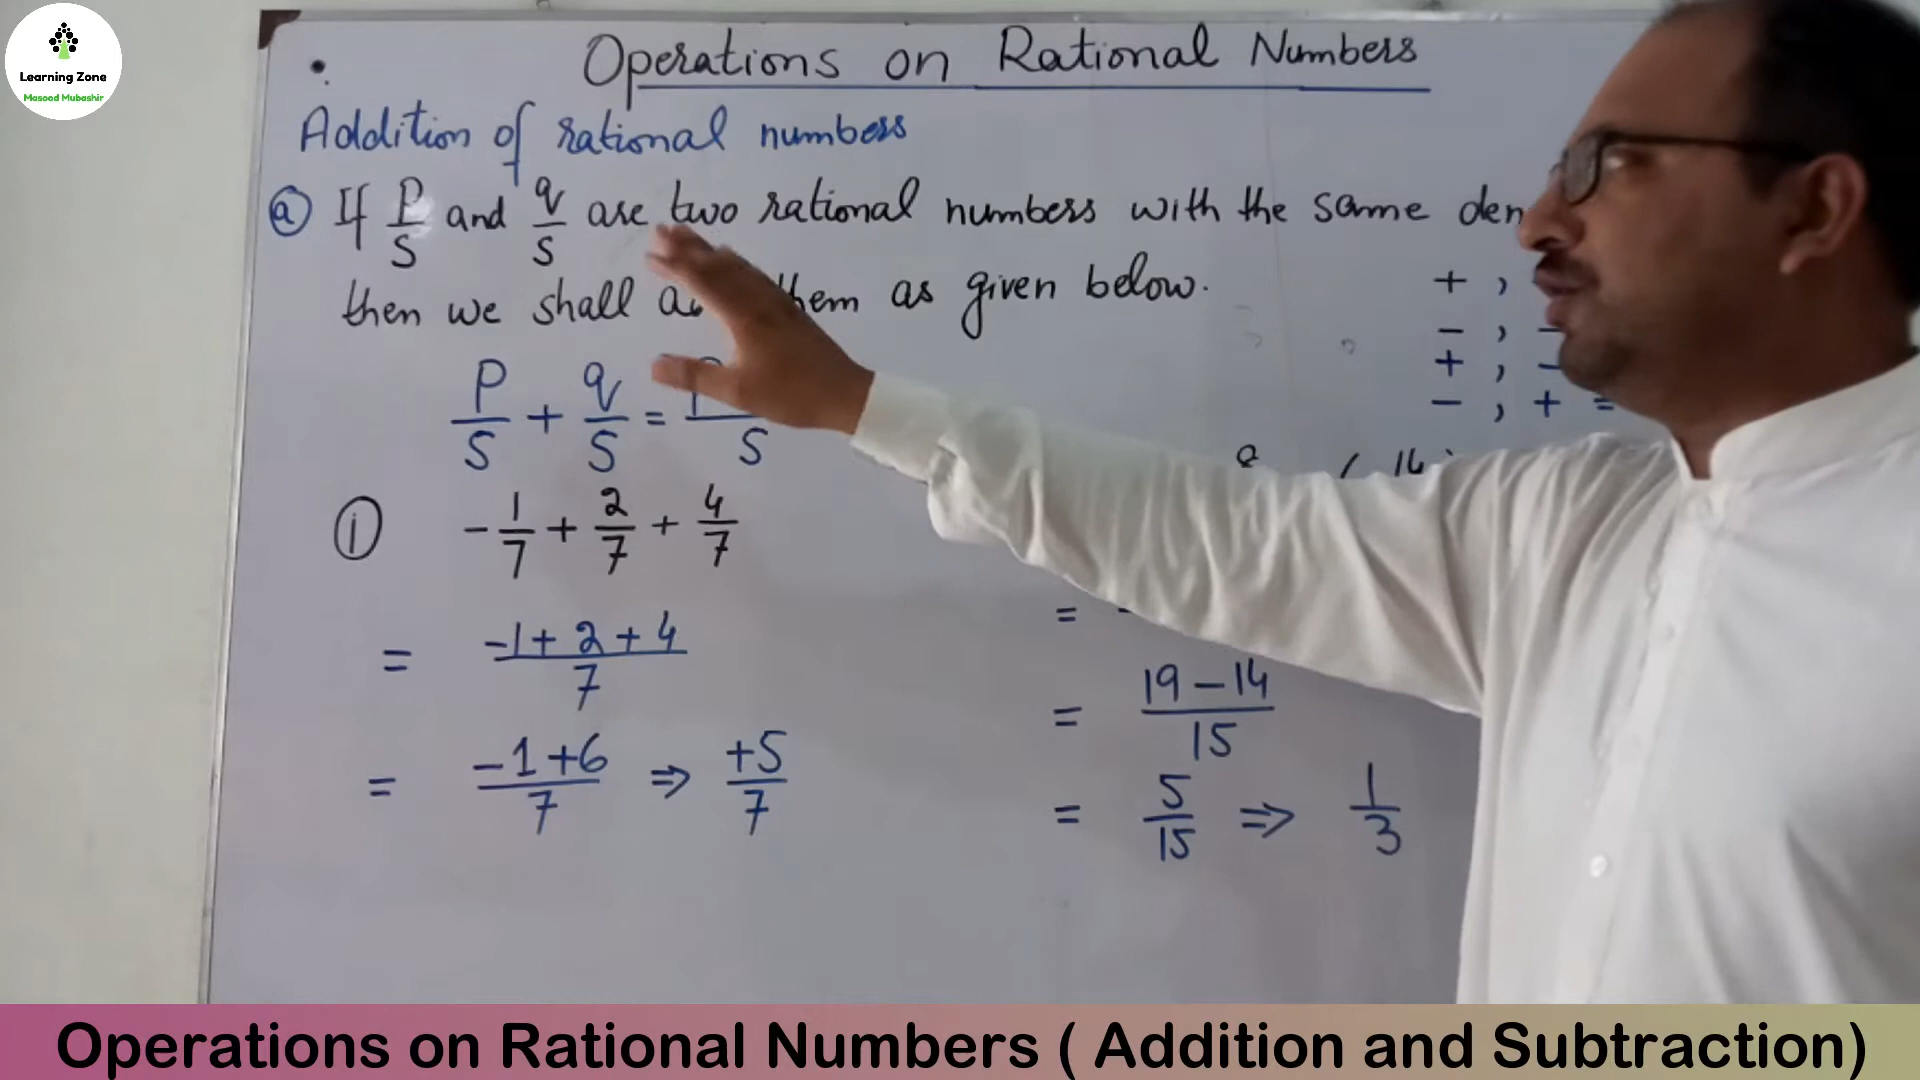 Learning Zone
Masood Mubashir
Operations on Rational Numbers
Addition of rational numbers
(a) If P/S and q/S are two rational numbers with the same den
then we shall them as given below.
+ ,
- , -
+ , -
- , + =
P/S + q/S = P/S
(i) -1/7 + 2/7 + 4/7
= (-1 + 2 + 4)/7
= (-1 + 6)/7 ⇒ +5/7
8 ( 14
=
= (19 - 14)/15
= 5/15 ⇒ 1/3
Operations on Rational Numbers ( Addition and Subtraction)